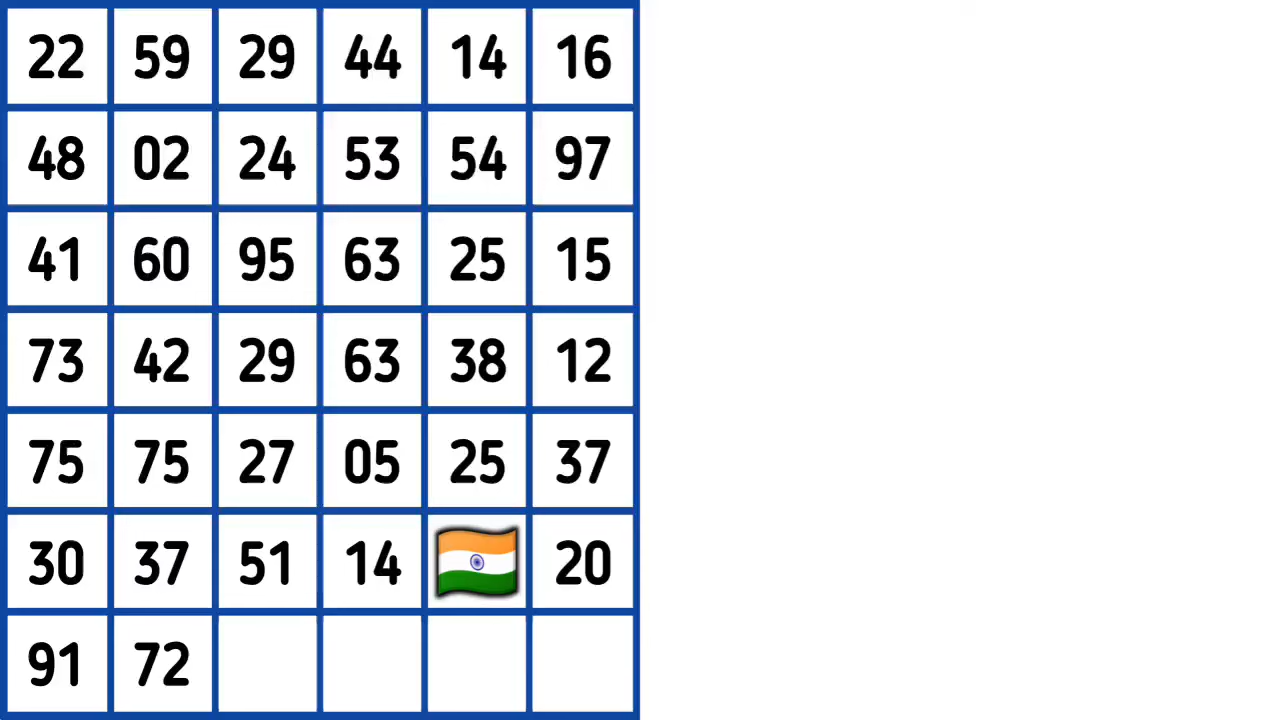 22 59 29 44 14 16
48 02 24 53 54 97
41 60 95 63 25 15
73 42 29 63 38 12
75 75 27 05 25 37
30 37 51 14 20
91 72